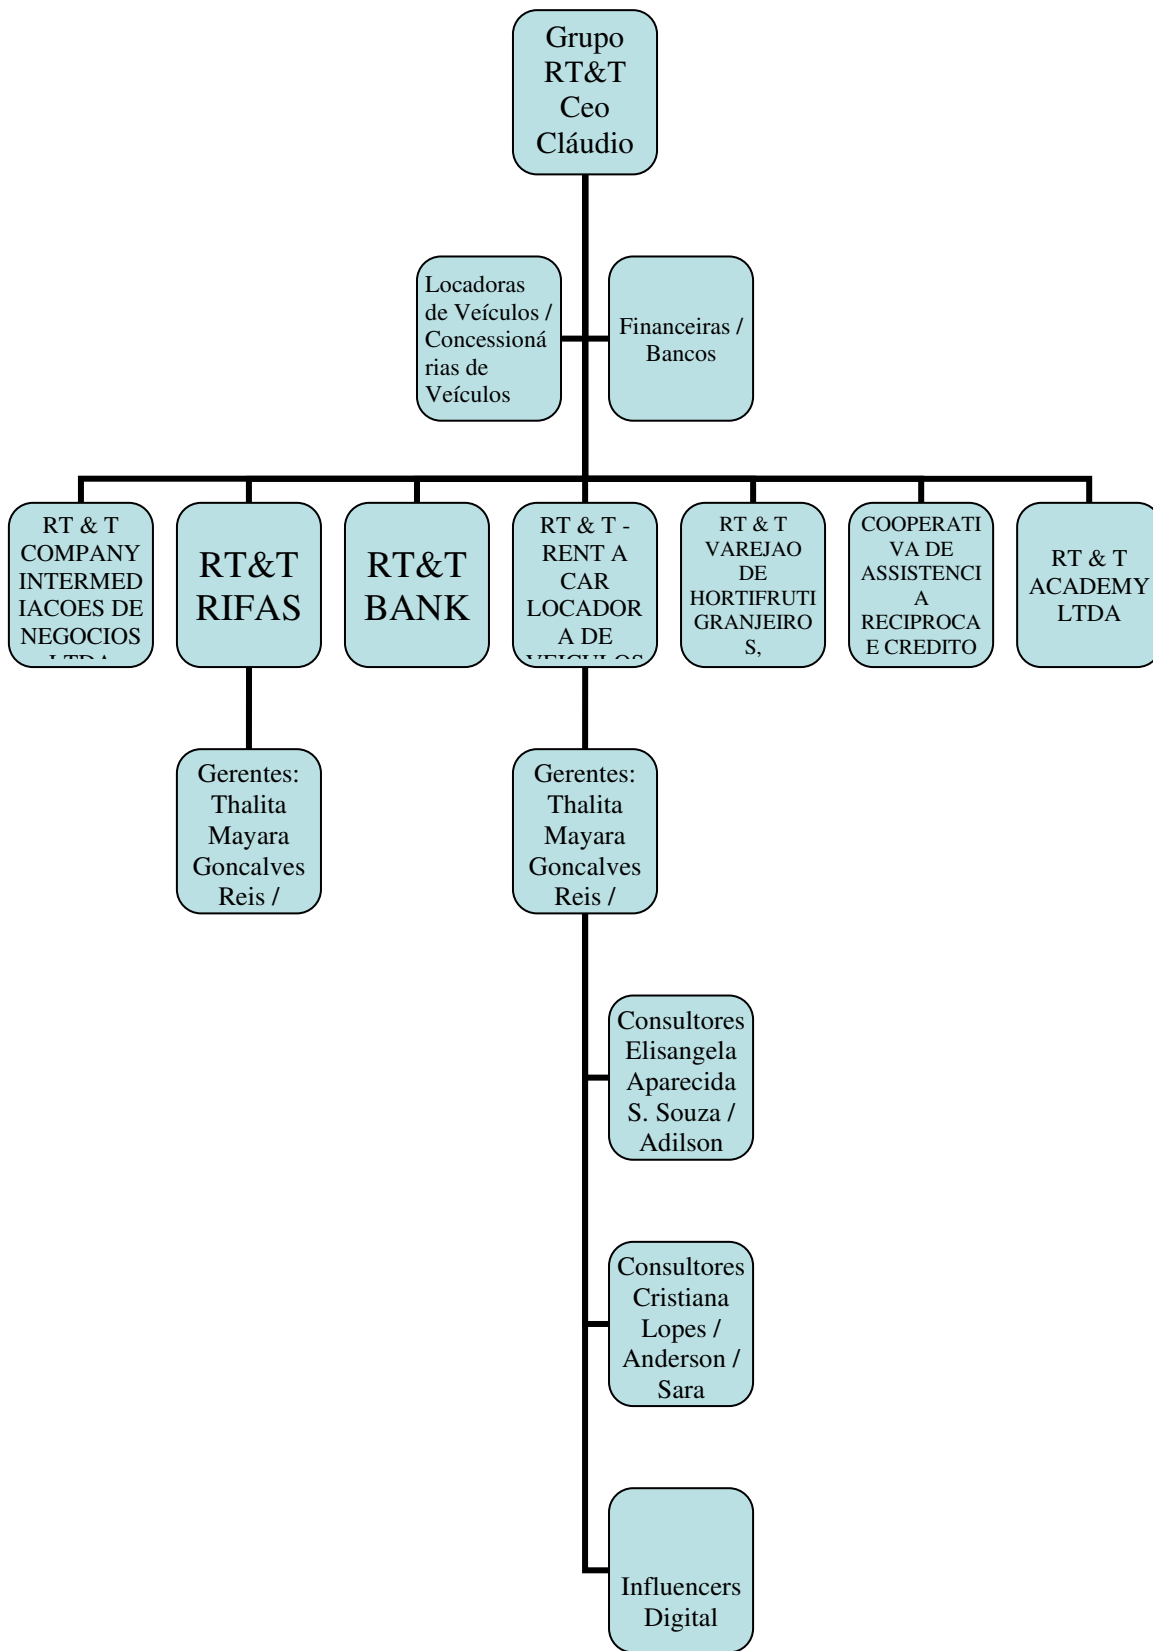 Grupo
RT&T
Ceo
Cláudio
Locadoras
de Veículos /
Concessioná
rias de
Veículos
Financeiras /
Bancos
RT & T
COMPANY
INTERMED
IACOES DE
NEGOCIOS
LTDA
RT&T
RIFAS
RT&T
BANK
RT & T -
RENT A
CAR
LOCADOR
A DE
VEICULOS
RT & T
VAREJAO
DE
HORTIFRUTI
GRANJEIRO
S,
COOPERATI
VA DE
ASSISTENCI
A
RECIPROCA
E CREDITO
RT & T
ACADEMY
LTDA
Gerentes:
Thalita
Mayara
Goncalves
Reis /
Gerentes:
Thalita
Mayara
Goncalves
Reis /
Consultores
Elisangela
Aparecida
S. Souza /
Adilson
Consultores
Cristiana
Lopes /
Anderson /
Sara
Influencers
Digital